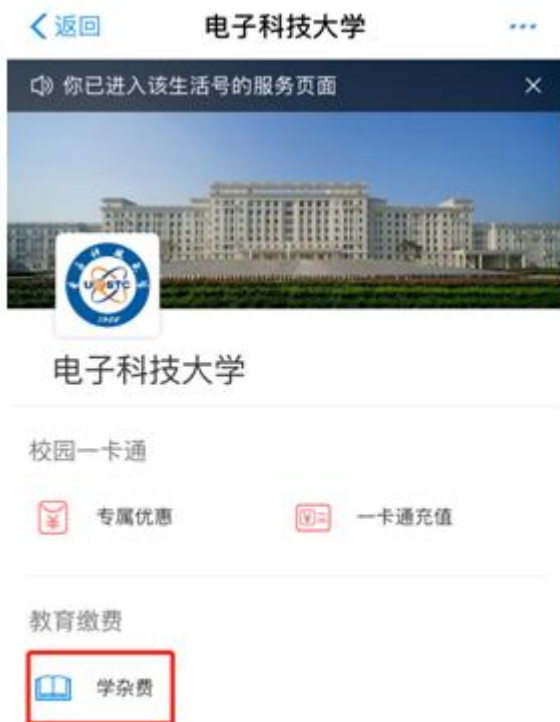 返回 电子科技大学
你已进入该生活号的服务页面
UESTC
1956
电子科技大学
校园一卡通
专属优惠 一卡通充值
教育缴费
学杂费